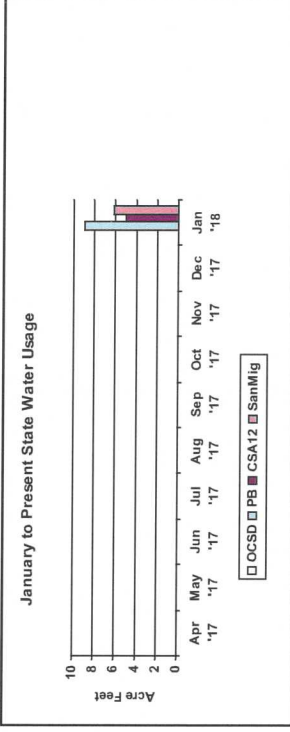 January to Present State Water Usage
Acre Feet
10
8
6
4
2
0
Apr '17
May '17
Jun '17
Jul '17
Aug '17
Sep '17
Oct '17
Nov '17
Dec '17
Jan '18
OCSD PB CSA12 SanMig